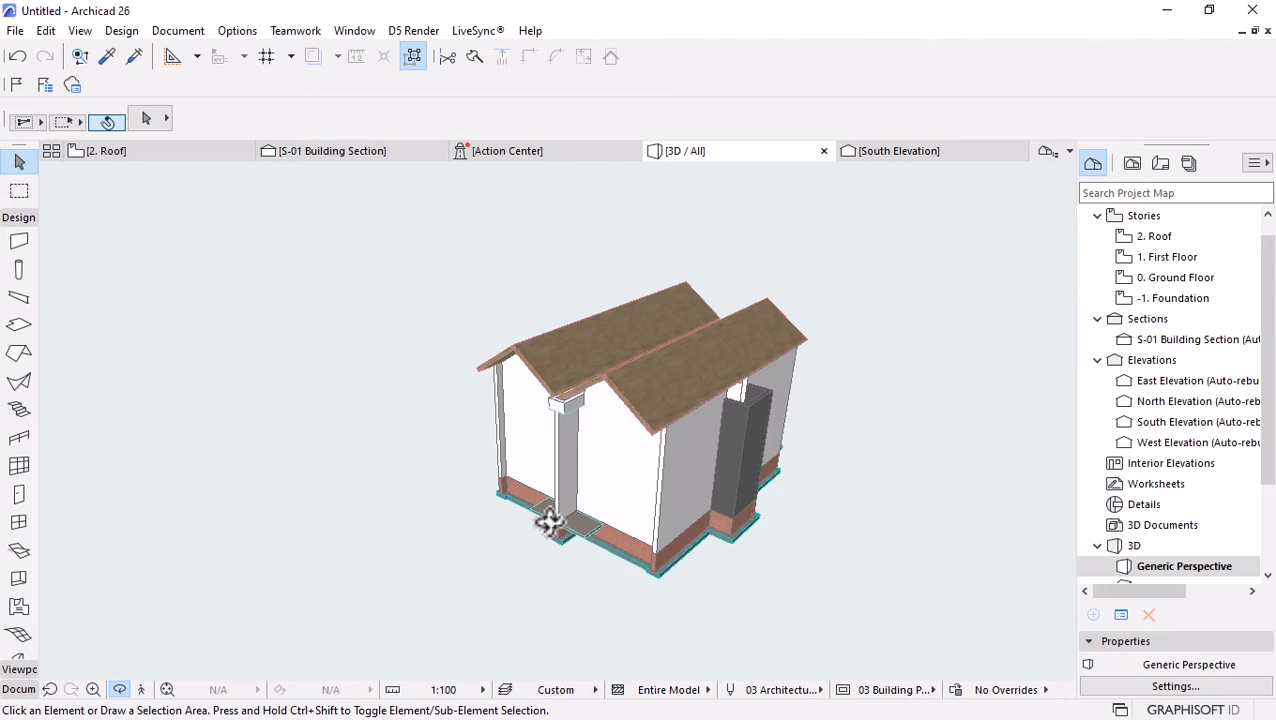 Untitled - Archicad 26
File Edit View Design Document Options Teamwork Window D5 Render LiveSync® Help
[2. Roof] [S-01 Building Section] [Action Center] [3D / All] [South Elevation]
Search Project Map
Design
Stories
2. Roof
1. First Floor
0. Ground Floor
-1. Foundation
Sections
S-01 Building Section (Au
Elevations
East Elevation (Auto-rebu
North Elevation (Auto-reb
South Elevation (Auto-reb
West Elevation (Auto-rebu
Interior Elevations
Worksheets
Details
3D Documents
3D
Generic Perspective
Properties
Viewpc
Generic Perspective
Docum N/A N/A 1:100 Custom Entire Model 03 Architectu... 03 Building P... No Overrides Settings...
Click an Element or Draw a Selection Area. Press and Hold Ctrl+Shift to Toggle Element/Sub-Element Selection. GRAPHISOFT ID